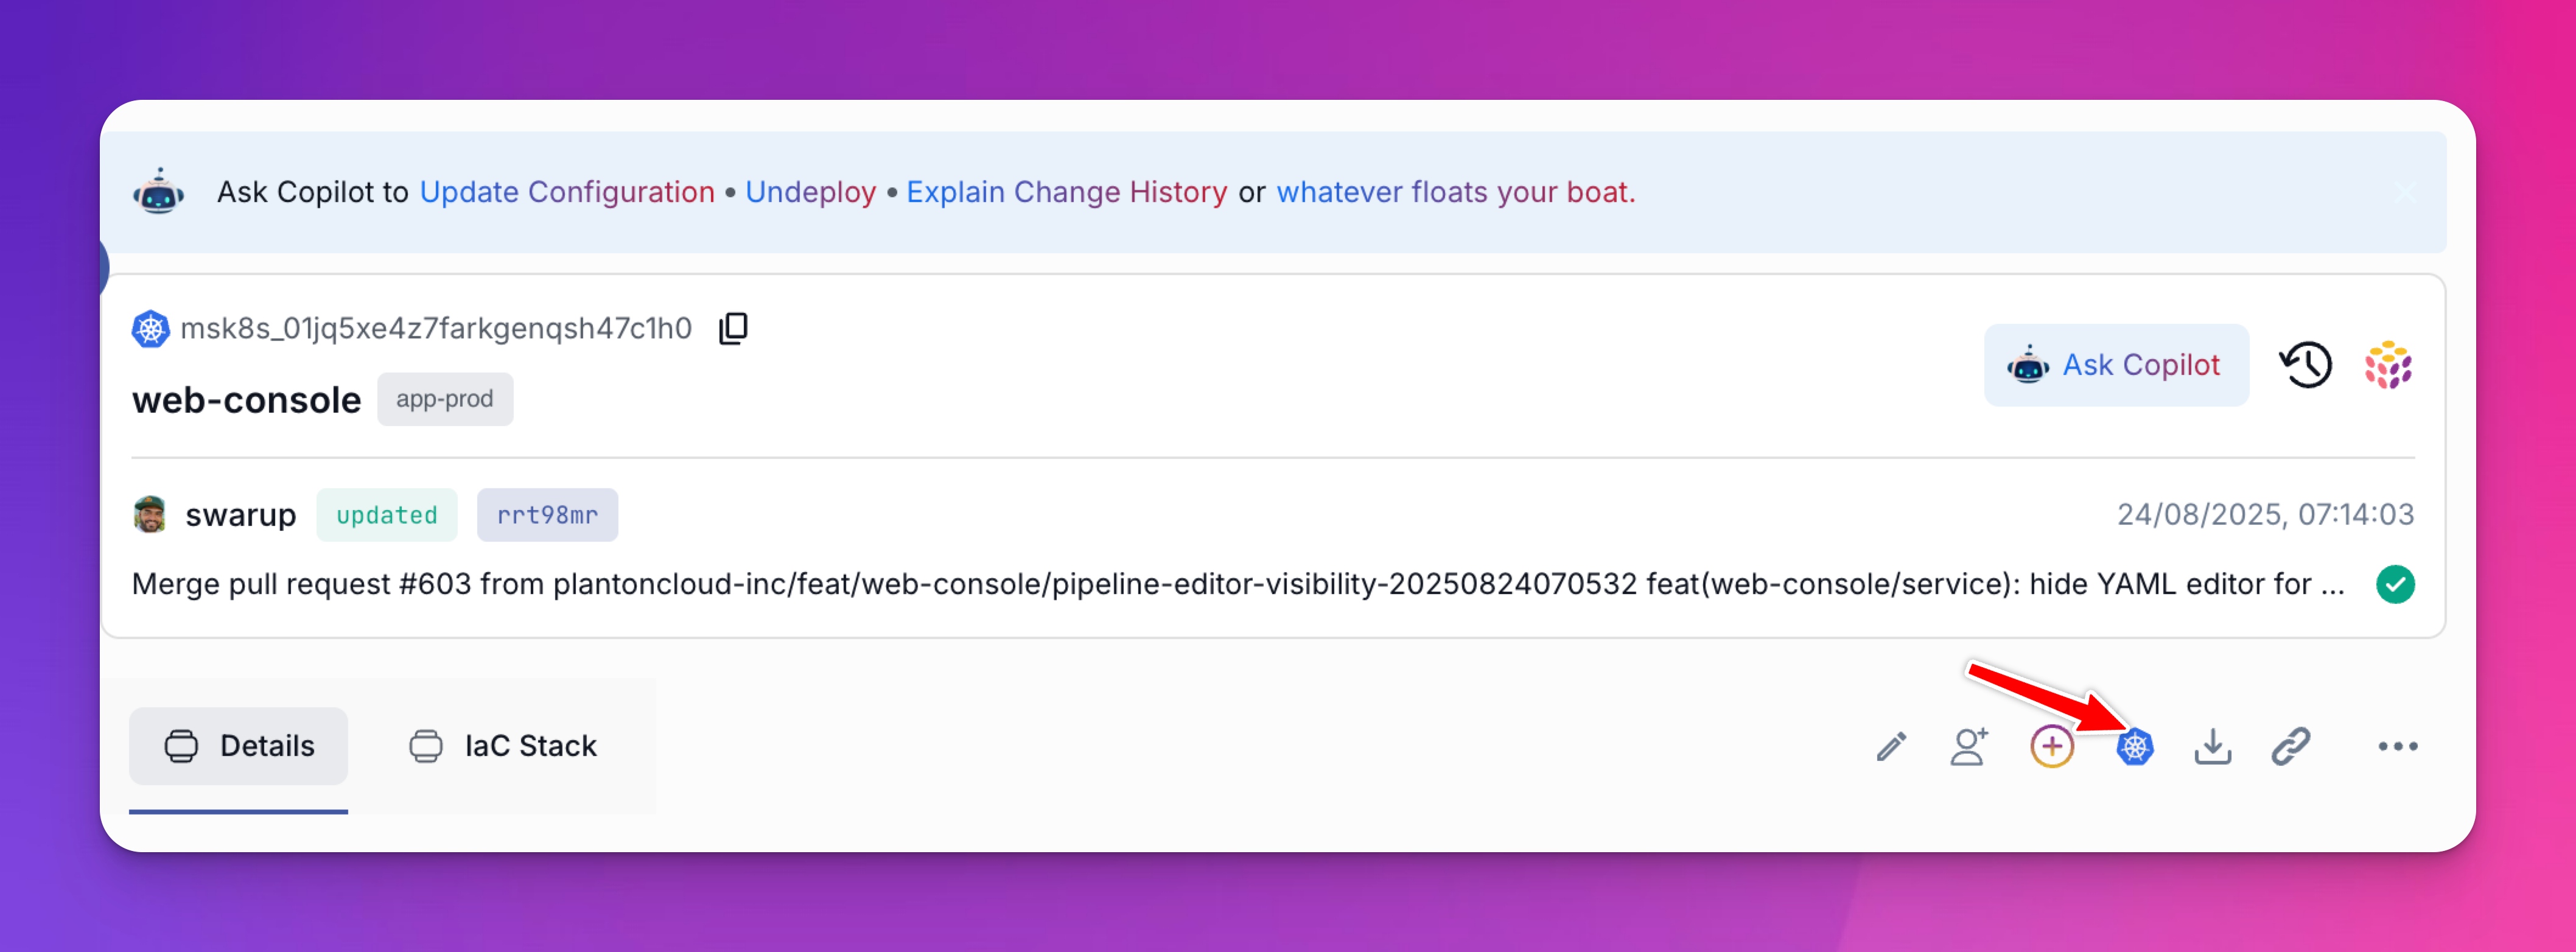 Ask Copilot to Update Configuration • Undeploy • Explain Change History or whatever floats your boat.
msk8s_01jq5xe4z7farkgenqsh47c1h0
web-console app-prod
Ask Copilot
swarup updated rrt98mr 24/08/2025, 07:14:03
Merge pull request #603 from plantoncloud-inc/feat/web-console/pipeline-editor-visibility-20250824070532 feat(web-console/service): hide YAML editor for ...
Details IaC Stack